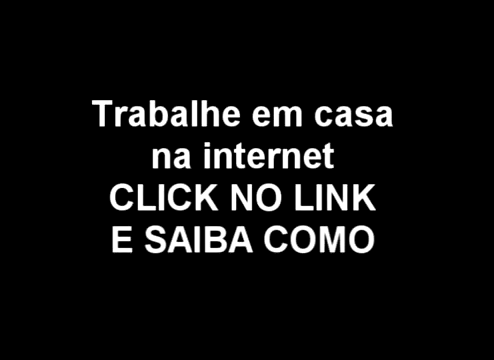 Trabalhe em casa
na internet
CLICK NO LINK
E SAIBA COMO